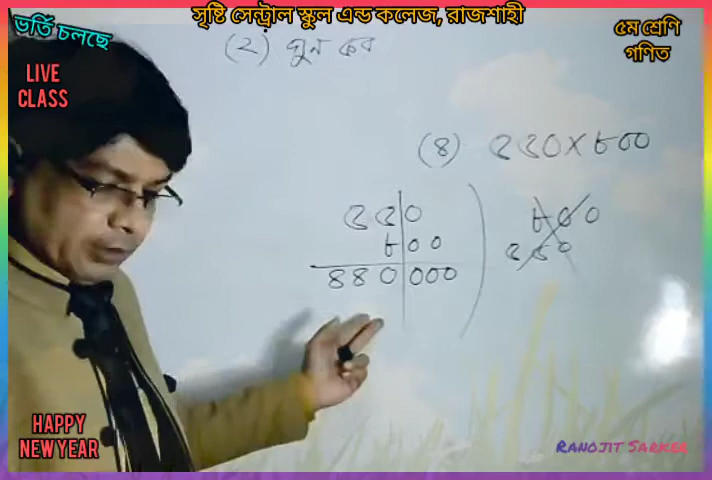 সৃষ্টি সেন্ট্রাল স্কুল এন্ড কলেজ, রাজশাহী
ভর্তি চলছে
৫ম শ্রেণি
গণিত
LIVE
CLASS
(২) গুন কর
(৪) ৫৫০×৮০০
৫৫০
৮০০
৪৪০০০০
৮০০
৫৫০
HAPPY
NEW YEAR
RANOJIT SARKER